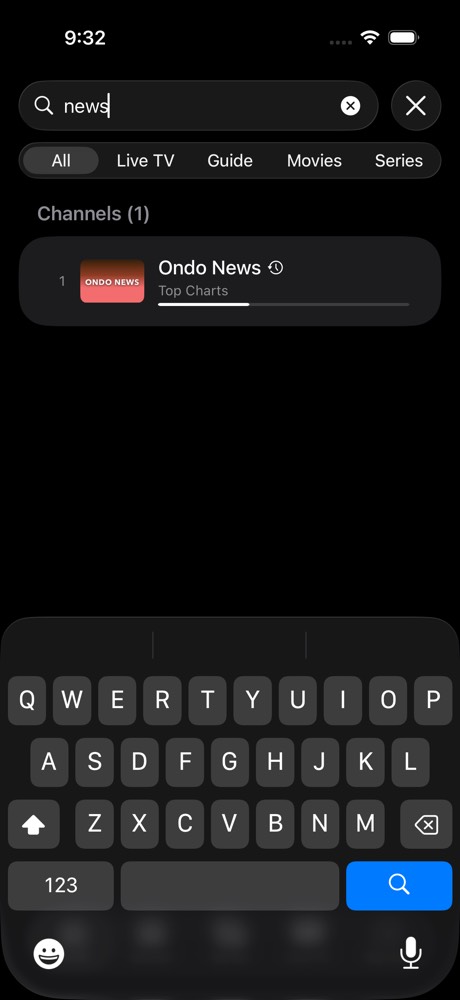 9:32
news
All Live TV Guide Movies Series
Channels (1)
1
ONDO NEWS
Ondo News
Top Charts
Q W E R T Y U I O P
A S D F G H J K L
Z X C V B N M
123